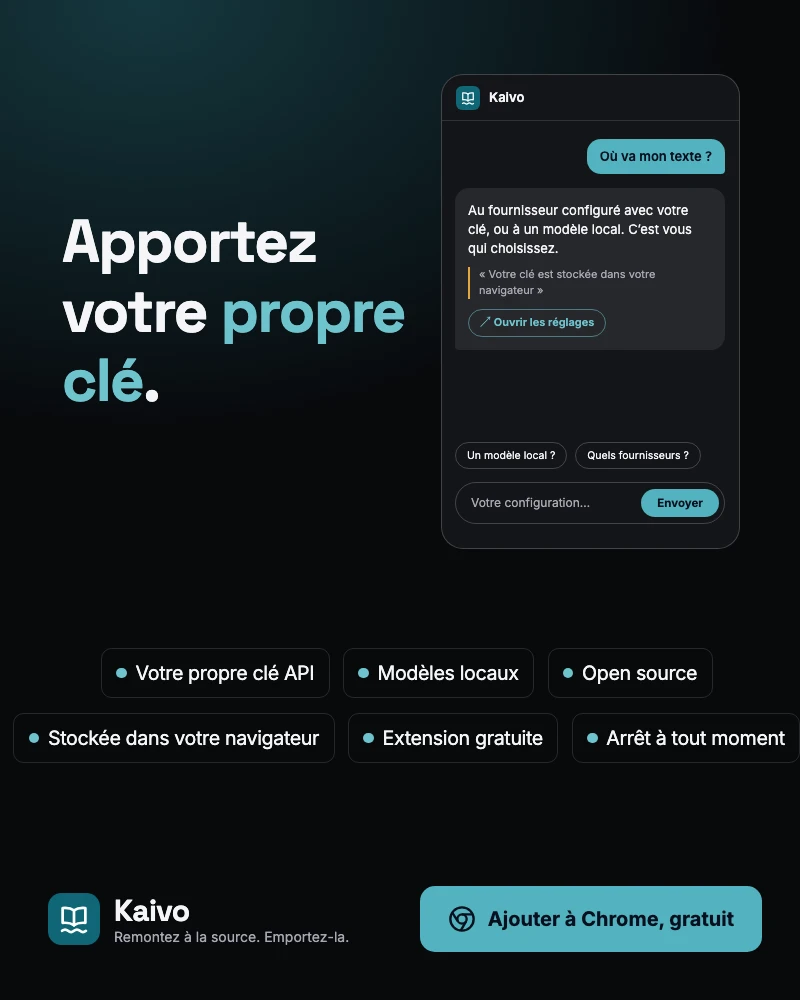 Apportez
votre propre
clé.
Kaivo
Où va mon texte ?
Au fournisseur configuré avec votre
clé, ou à un modèle local. C'est vous
qui choisissez.
« Votre clé est stockée dans votre
navigateur »
↗ Ouvrir les réglages
Un modèle local ?
Quels fournisseurs ?
Votre configuration...
Envoyer
Votre propre clé API
Modèles locaux
Open source
Stockée dans votre navigateur
Extension gratuite
Arrêt à tout moment
Kaivo
Remontez à la source. Emportez-la.
Ajouter à Chrome, gratuit